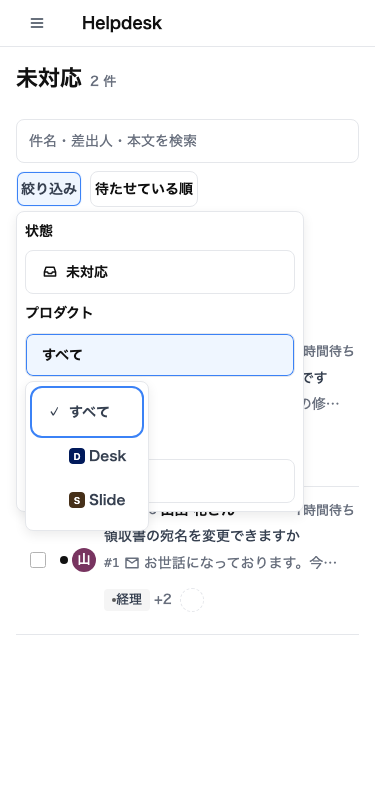 Helpdesk
未対応 2 件
件名・差出人・本文を検索
絞り込み 待たせている順
状態
未対応
プロダクト
すべて
時間待ち
です
✓ すべて
の修…
D Desk
S Slide
時間待ち
領収書の宛名を変更できますか
山 #1 お世話になっております。今…
•経理 +2